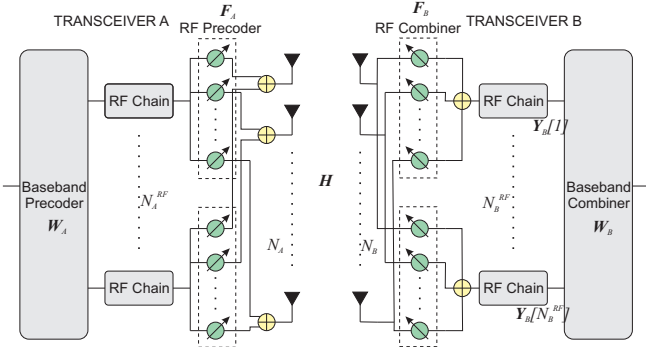 TRANSCEIVER A
F_A
RF Precoder
F_B
RF Combiner
TRANSCEIVER B
RF Chain
RF Chain
Y_B[1]
N_A^RF
H
N_B^RF
Baseband
Precoder
W_A
Baseband
Combiner
W_B
N_A
N_B
RF Chain
RF Chain
Y_B[N_B^RF]